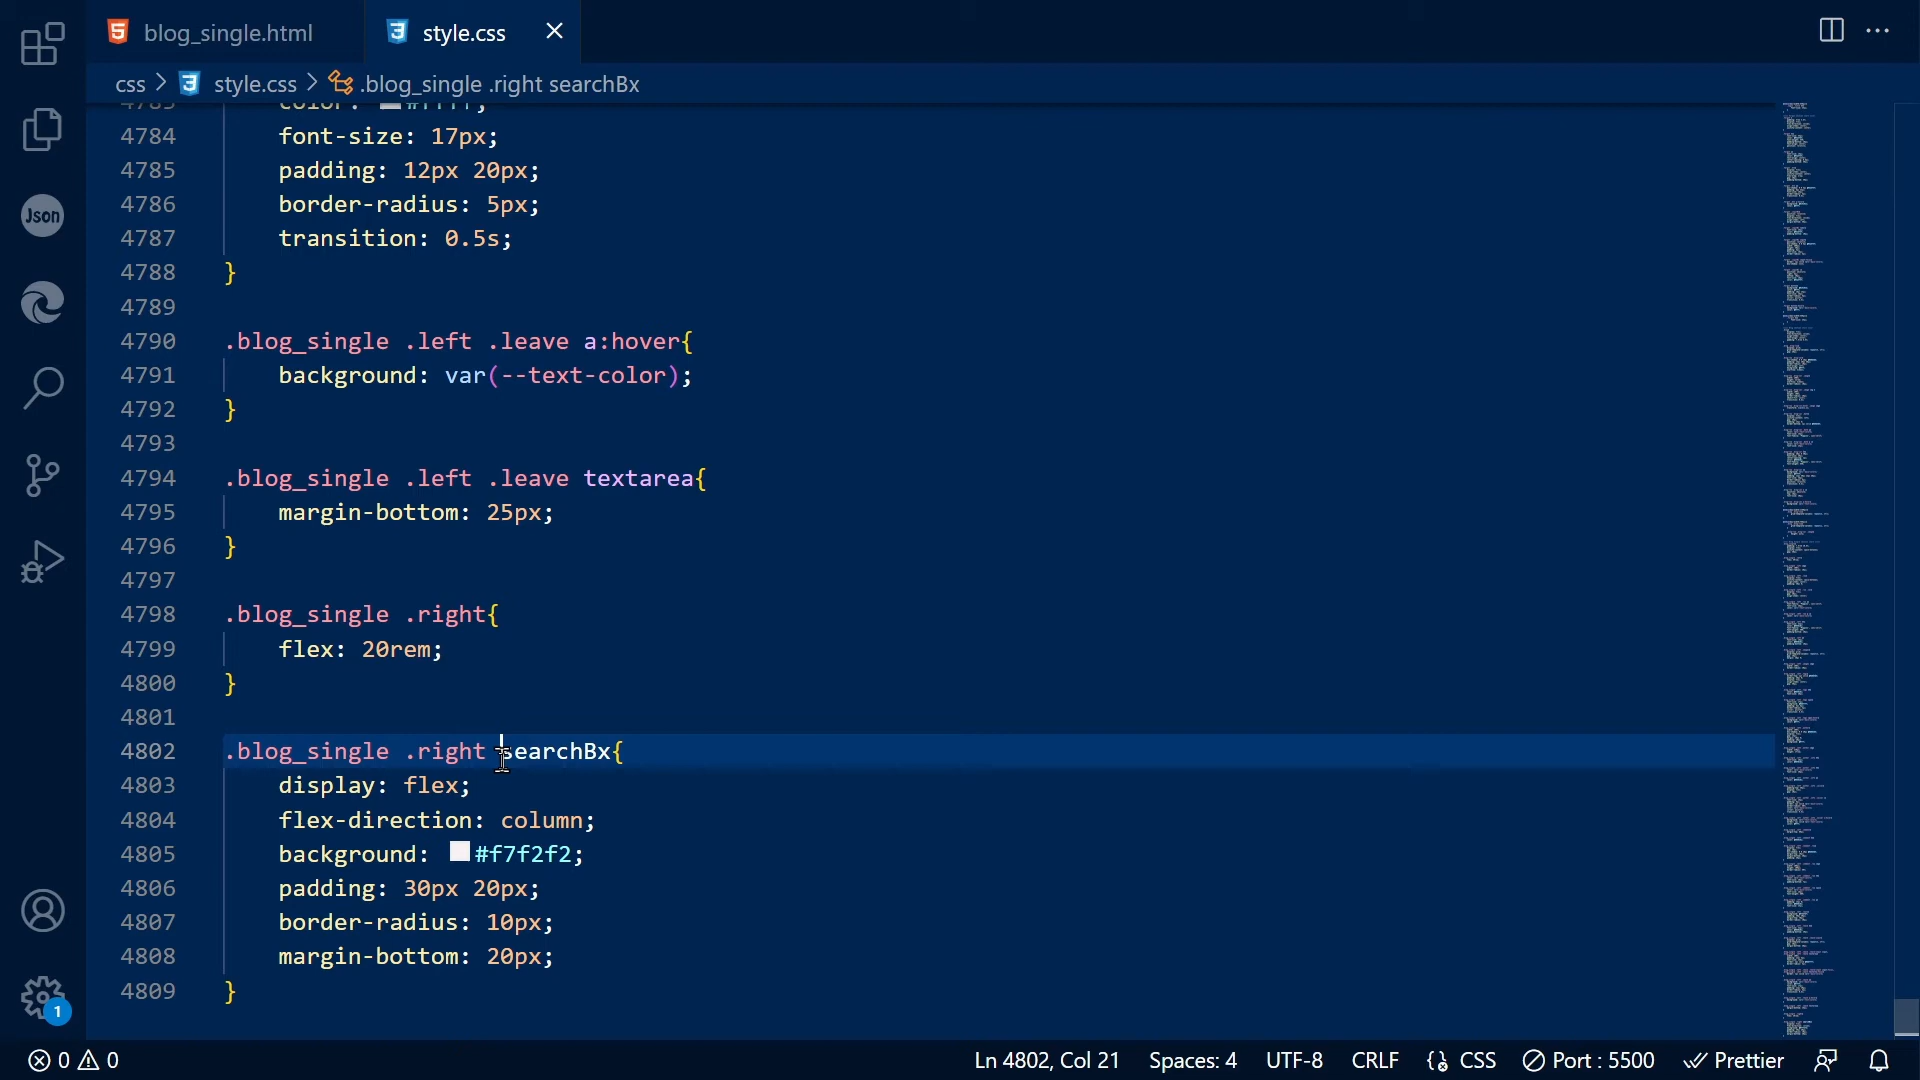 blog_single.html
style.css
css > style.css > .blog_single .right searchBx
4784 font-size: 17px;
4785 padding: 12px 20px;
4786 border-radius: 5px;
4787 transition: 0.5s;
4788 }
4789
4790 .blog_single .left .leave a:hover{
4791 background: var(--text-color);
4792 }
4793
4794 .blog_single .left .leave textarea{
4795 margin-bottom: 25px;
4796 }
4797
4798 .blog_single .right{
4799 flex: 20rem;
4800 }
4801
4802 .blog_single .right searchBx{
4803 display: flex;
4804 flex-direction: column;
4805 background: #f7f2f2;
4806 padding: 30px 20px;
4807 border-radius: 10px;
4808 margin-bottom: 20px;
4809 }
Json
1
0 0 Ln 4802, Col 21 Spaces: 4 UTF-8 CRLF CSS Port : 5500 Prettier